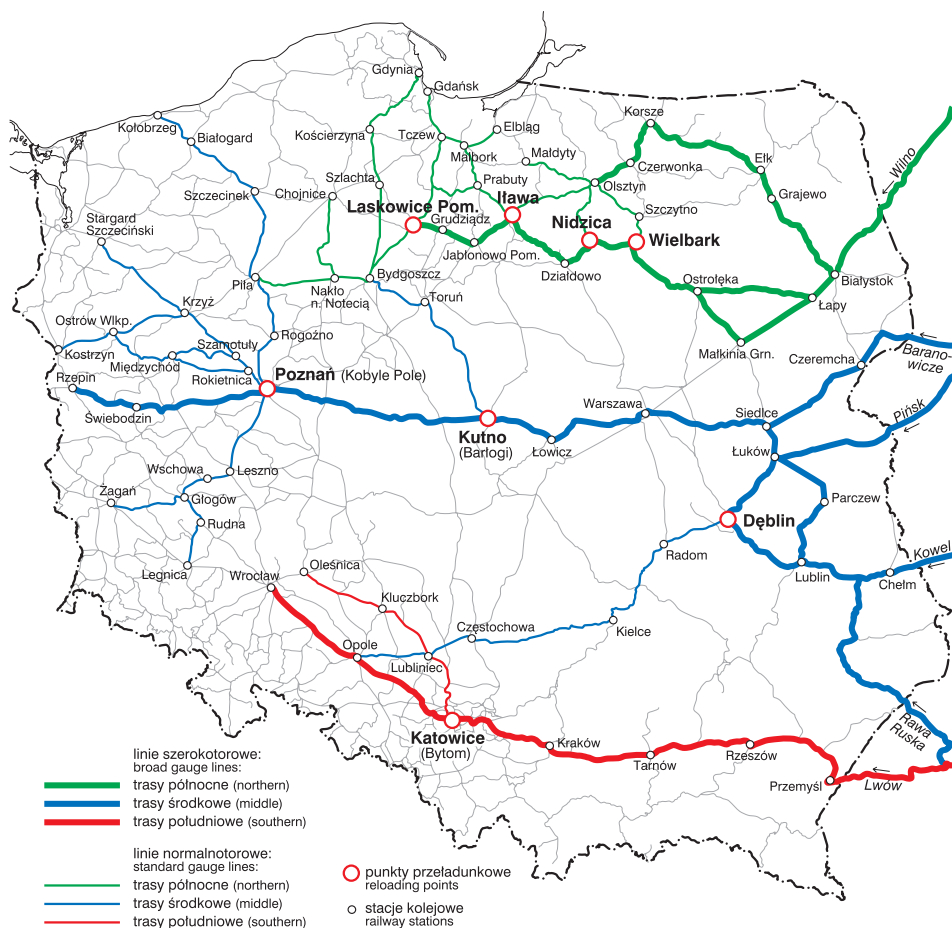 Gdynia
Gdańsk
Kołobrzeg
Białogard
Kościerzyna
Tczew
Elbląg
Malbork
Małdyty
Korsze
Czerwonka
Ełk
Wilno
Szczecinek
Chojnice
Szlachta
Prabuty
Olsztyn
Grajewo
Stargard
Szczeciński
Laskowice Pom.
Iława
Grudziądz
Nidzica
Szczytno
Wielbark
Jabłonowo Pom.
Działdowo
Piła
Nakło
n. Notecią
Bydgoszcz
Toruń
Ostrołęka
Białystok
Łapy
Krzyż
Ostrów Wlkp.
Rogoźno
Kostrzyn
Szamotuły
Międzychód
Rokietnica
Małkinia Grn.
Czeremcha
Barano-
wicze
Rzepin
Poznań (Kobyle Pole)
Świebodzin
Kutno
(Barłogi)
Łowicz
Warszawa
Siedlce
Pińsk
Łuków
Wschowa
Leszno
Żagań
Głogów
Rudna
Legnica
Parczew
Dęblin
Radom
Lublin
Chełm
Kowel
Wrocław
Oleśnica
Kluczbork
Częstochowa
Kielce
Opole
Lubliniec
Katowice
(Bytom)
Kraków
Tarnów
Rzeszów
Przemyśl
Rawa
Ruska
Lwów
linie szerokotorowe:
broad gauge lines:
trasy północne (northern)
trasy środkowe (middle)
trasy południowe (southern)
linie normalnotorowe:
standard gauge lines:
trasy północne (northern)
trasy środkowe (middle)
trasy południowe (southern)
punkty przeładunkowe
reloading points
stacje kolejowe
railway stations